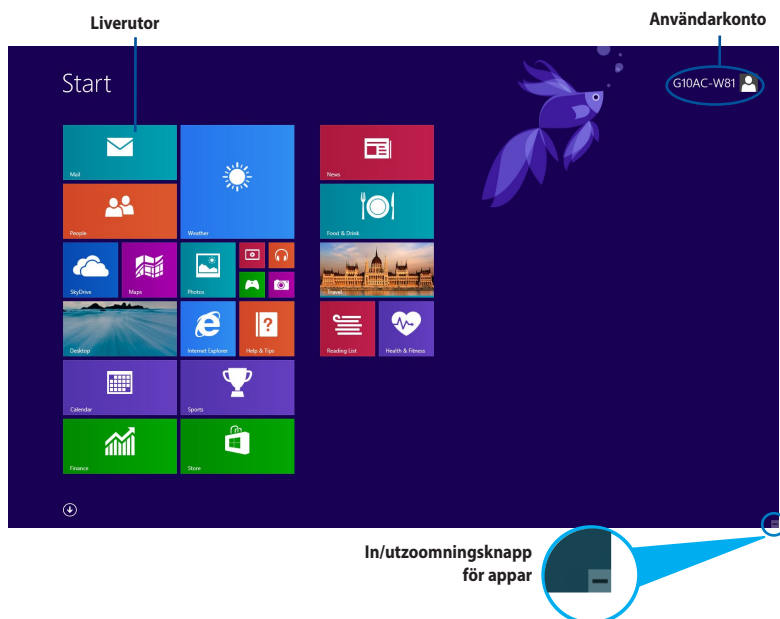 Liverutor
Användarkonto
Start
G10AC-W81
Mail
Weather
News
People
Food & Drink
SkyDrive
Maps
Photos
Travel
Desktop
Internet Explorer
Help & Tips
Reading List
Health & Fitness
Calendar
Sports
Finance
Store
In/utzoomningsknapp
för appar